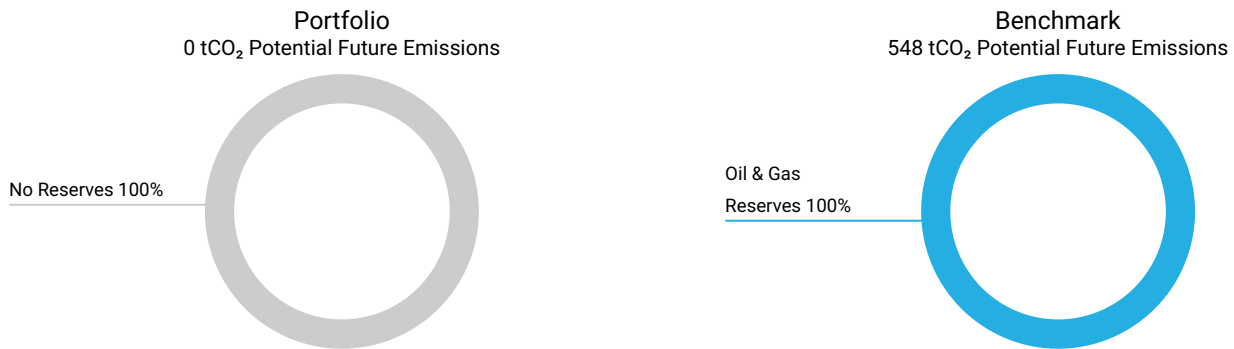 Portfolio
0 tCO₂ Potential Future Emissions
No Reserves 100%
Benchmark
548 tCO₂ Potential Future Emissions
Oil & Gas
Reserves 100%